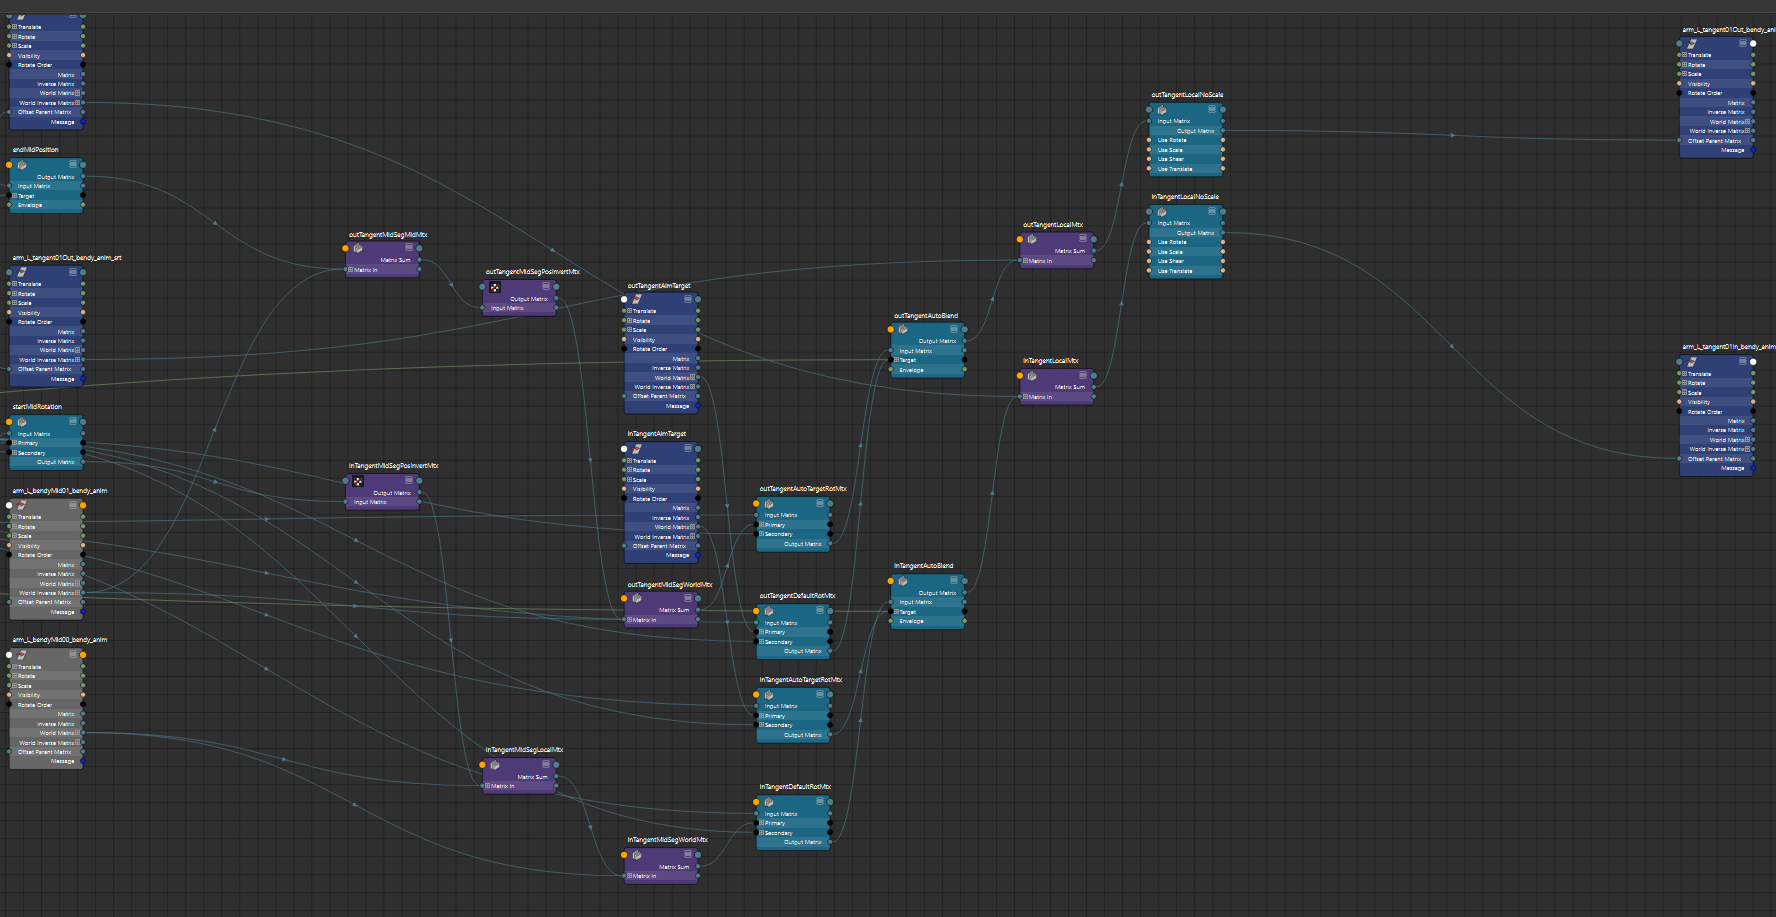 Translate
Rotate
Scale
Visibility
Rotate Order
Matrix
Inverse Matrix
World Matrix
World Inverse Matrix
Offset Parent Matrix
Message
endMidPosition
Output Matrix
Input Matrix
Target
Envelope
arm_L_tangent01Out_bendy_anim_srt
Translate
Rotate
Scale
Visibility
Rotate Order
Matrix
Inverse Matrix
World Matrix
World Inverse Matrix
Offset Parent Matrix
Message
startMidRotation
Input Matrix
Primary
Secondary
Output Matrix
arm_L_bendyMid01_bendy_anim
Translate
Rotate
Scale
Visibility
Rotate Order
Matrix
Inverse Matrix
World Matrix
World Inverse Matrix
Offset Parent Matrix
Message
arm_L_bendyMid00_bendy_anim
Translate
Rotate
Scale
Visibility
Rotate Order
Matrix
Inverse Matrix
World Matrix
World Inverse Matrix
Offset Parent Matrix
Message
outTangentMidSegMidMtx
Matrix Sum
Matrix In
inTangentMidSegPosInvertMtx
Output Matrix
Input Matrix
outTangentMidSegPosInvertMtx
Output Matrix
Input Matrix
inTangentMidSegLocalMtx
Matrix Sum
Matrix In
outTangentAimTarget
Translate
Rotate
Scale
Visibility
Rotate Order
Matrix
Inverse Matrix
World Matrix
World Inverse Matrix
Offset Parent Matrix
Message
inTangentAimTarget
Translate
Rotate
Scale
Visibility
Rotate Order
Matrix
Inverse Matrix
World Matrix
World Inverse Matrix
Offset Parent Matrix
Message
outTangentMidSegWorldMtx
Matrix Sum
Matrix In
inTangentMidSegWorldMtx
Matrix Sum
Matrix In
outTangentAutoTargetRotMtx
Input Matrix
Primary
Secondary
Output Matrix
outTangentDefaultRotMtx
Input Matrix
Primary
Secondary
Output Matrix
inTangentAutoTargetRotMtx
Input Matrix
Primary
Secondary
Output Matrix
inTangentDefaultRotMtx
Input Matrix
Primary
Secondary
Output Matrix
outTangentAutoBlend
Output Matrix
Input Matrix
Target
Envelope
inTangentAutoBlend
Output Matrix
Input Matrix
Target
Envelope
outTangentLocalMtx
Matrix Sum
Matrix In
inTangentLocalMtx
Matrix Sum
Matrix In
outTangentLocalNoScale
Input Matrix
Output Matrix
Use Rotate
Use Scale
Use Shear
Use Translate
inTangentLocalNoScale
Input Matrix
Output Matrix
Use Rotate
Use Scale
Use Shear
Use Translate
arm_L_tangent01Out_bendy_ani
Translate
Rotate
Scale
Visibility
Rotate Order
Matrix
Inverse Matrix
World Matrix
World Inverse Matrix
Offset Parent Matrix
Message
arm_L_tangent01In_bendy_anim
Translate
Rotate
Scale
Visibility
Rotate Order
Matrix
Inverse Matrix
World Matrix
World Inverse Matrix
Offset Parent Matrix
Message